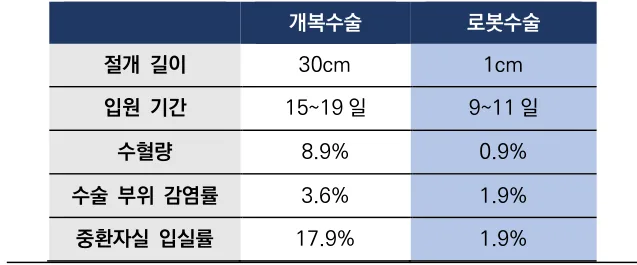 개복수술 로봇수술
절개 길이 30cm 1cm
입원 기간 15~19 일 9~11 일
수혈량 8.9% 0.9%
수술 부위 감염률 3.6% 1.9%
중환자실 입실률 17.9% 1.9%